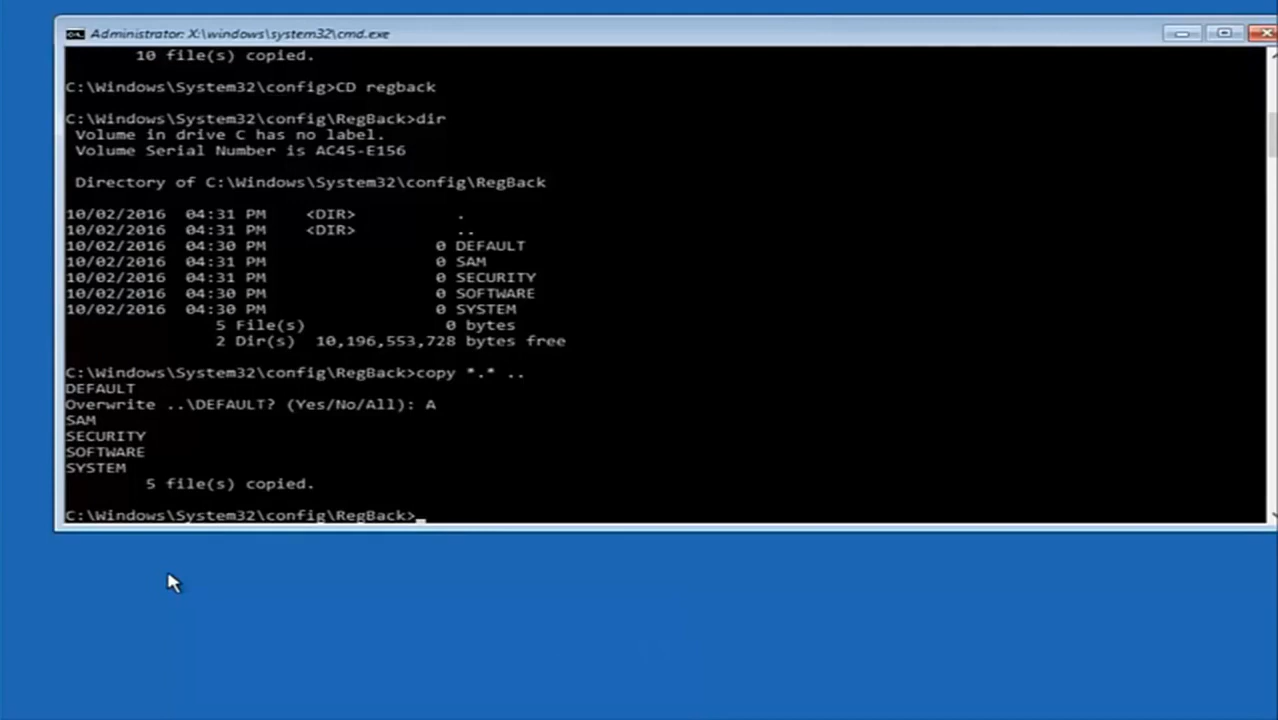 Administrator: X:\windows\system32\cmd.exe
10 file(s) copied.
C:\Windows\System32\config>CD regback
C:\Windows\System32\config\RegBack>dir
Volume in drive C has no label.
Volume Serial Number is AC45-E156
Directory of C:\Windows\System32\config\RegBack
10/02/2016 04:31 PM <DIR> .
10/02/2016 04:31 PM <DIR> ..
10/02/2016 04:30 PM 0 DEFAULT
10/02/2016 04:31 PM 0 SAM
10/02/2016 04:31 PM 0 SECURITY
10/02/2016 04:30 PM 0 SOFTWARE
10/02/2016 04:30 PM 0 SYSTEM
5 File(s) 0 bytes
2 Dir(s) 10,196,553,728 bytes free
C:\Windows\System32\config\RegBack>copy *.* ..
DEFAULT
Overwrite ..\DEFAULT? (Yes/No/All): A
SAM
SECURITY
SOFTWARE
SYSTEM
5 file(s) copied.
C:\Windows\System32\config\RegBack>_